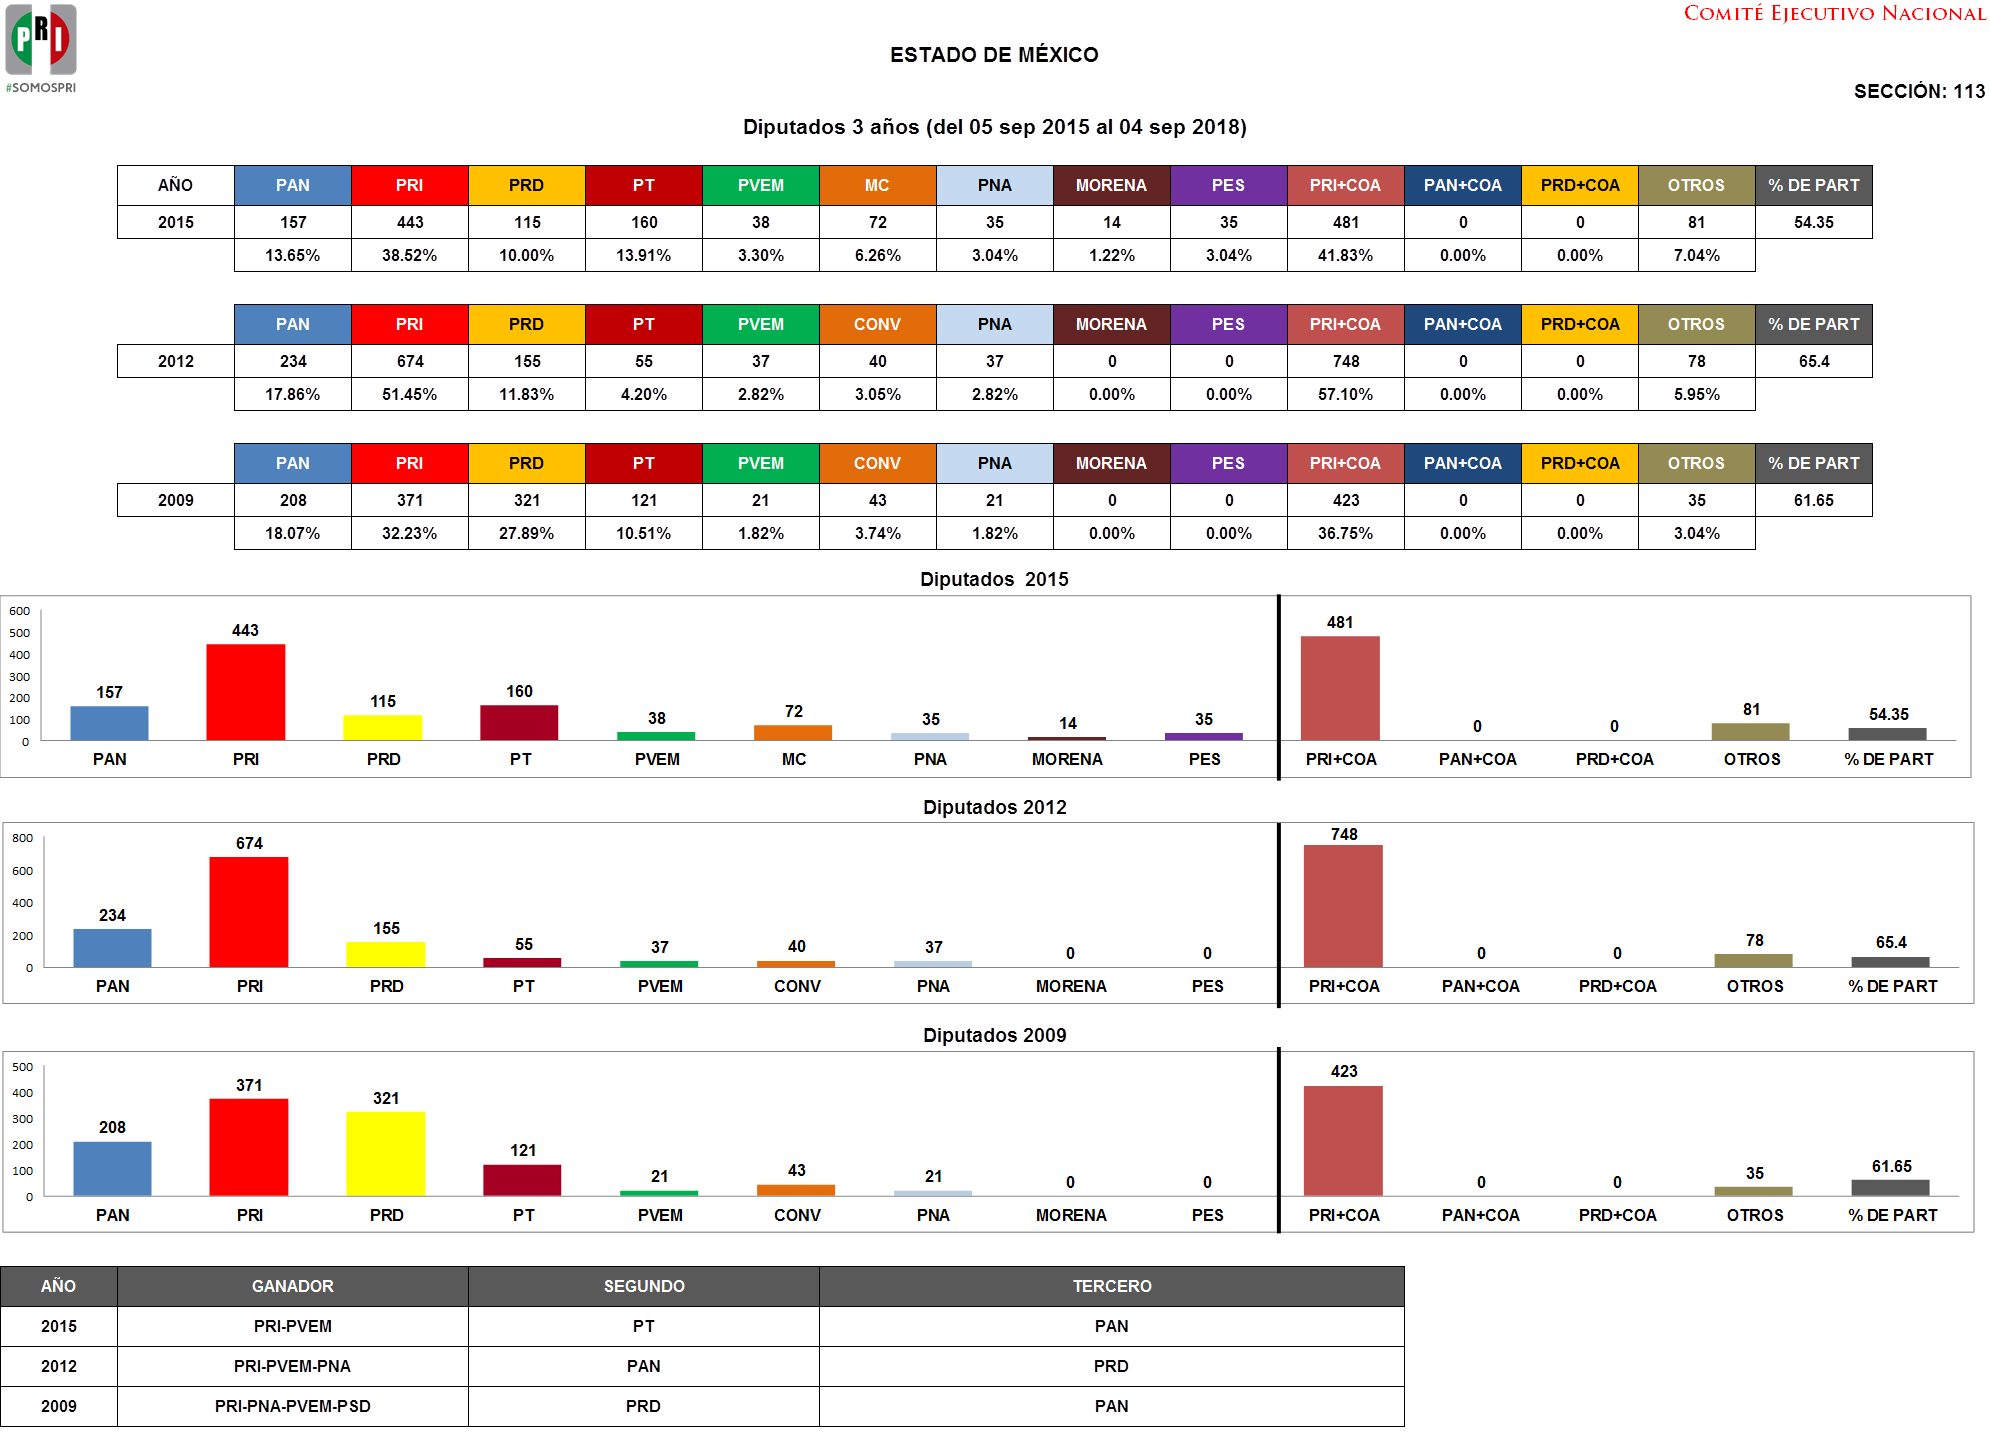 PRI
#SOMOSPRI
COMITÉ EJECUTIVO NACIONAL
ESTADO DE MÉXICO
SECCIÓN: 113
Diputados 3 años (del 05 sep 2015 al 04 sep 2018)
AÑO PAN PRI PRD PT PVEM MC PNA MORENA PES PRI+COA PAN+COA PRD+COA OTROS % DE PART
2015 157 443 115 160 38 72 35 14 35 481 0 0 81 54.35
13.65% 38.52% 10.00% 13.91% 3.30% 6.26% 3.04% 1.22% 3.04% 41.83% 0.00% 0.00% 7.04%
PAN PRI PRD PT PVEM CONV PNA MORENA PES PRI+COA PAN+COA PRD+COA OTROS % DE PART
2012 234 674 155 55 37 40 37 0 0 748 0 0 78 65.4
17.86% 51.45% 11.83% 4.20% 2.82% 3.05% 2.82% 0.00% 0.00% 57.10% 0.00% 0.00% 5.95%
PAN PRI PRD PT PVEM CONV PNA MORENA PES PRI+COA PAN+COA PRD+COA OTROS % DE PART
2009 208 371 321 121 21 43 21 0 0 423 0 0 35 61.65
18.07% 32.23% 27.89% 10.51% 1.82% 3.74% 1.82% 0.00% 0.00% 36.75% 0.00% 0.00% 3.04%
Diputados 2015
600
500
400
300
200
100
0
157 443 115 160 38 72 35 14 35 481 0 0 81 54.35
PAN PRI PRD PT PVEM MC PNA MORENA PES PRI+COA PAN+COA PRD+COA OTROS % DE PART
Diputados 2012
800
600
400
200
0
234 674 155 55 37 40 37 0 0 748 0 0 78 65.4
PAN PRI PRD PT PVEM CONV PNA MORENA PES PRI+COA PAN+COA PRD+COA OTROS % DE PART
Diputados 2009
500
400
300
200
100
0
208 371 321 121 21 43 21 0 0 423 0 0 35 61.65
PAN PRI PRD PT PVEM CONV PNA MORENA PES PRI+COA PAN+COA PRD+COA OTROS % DE PART
AÑO GANADOR SEGUNDO TERCERO
2015 PRI-PVEM PT PAN
2012 PRI-PVEM-PNA PAN PRD
2009 PRI-PNA-PVEM-PSD PRD PAN